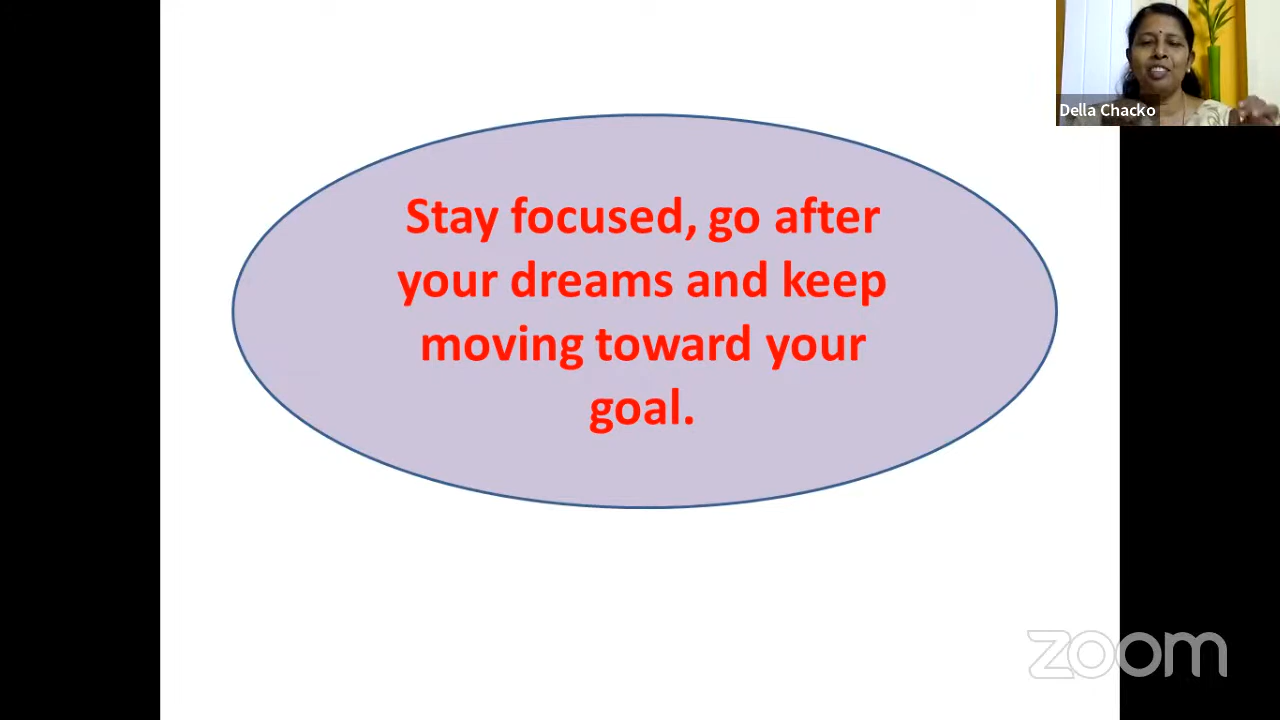 Della Chacko
Stay focused, go after
your dreams and keep
moving toward your
goal.
zoom